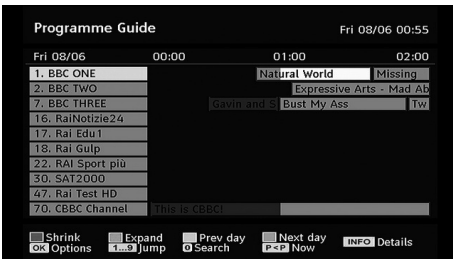 Programme Guide Fri 08/06 00:55
Fri 08/06 00:00 01:00 02:00
1. BBC ONE Natural World Missing
2. BBC TWO Expressive Arts - Mad Ab
7. BBC THREE Gavin and S Bust My Ass Tw
16. RaiNotizie24
17. Rai Edu1
18. Rai Gulp
22. RAI Sport più
30. SAT2000
47. Rai Test HD
70. CBBC Channel This is CBBC!
Shrink Expand Prev day Next day
OK Options 1...9 Jump 0 Search P<P Now INFO Details